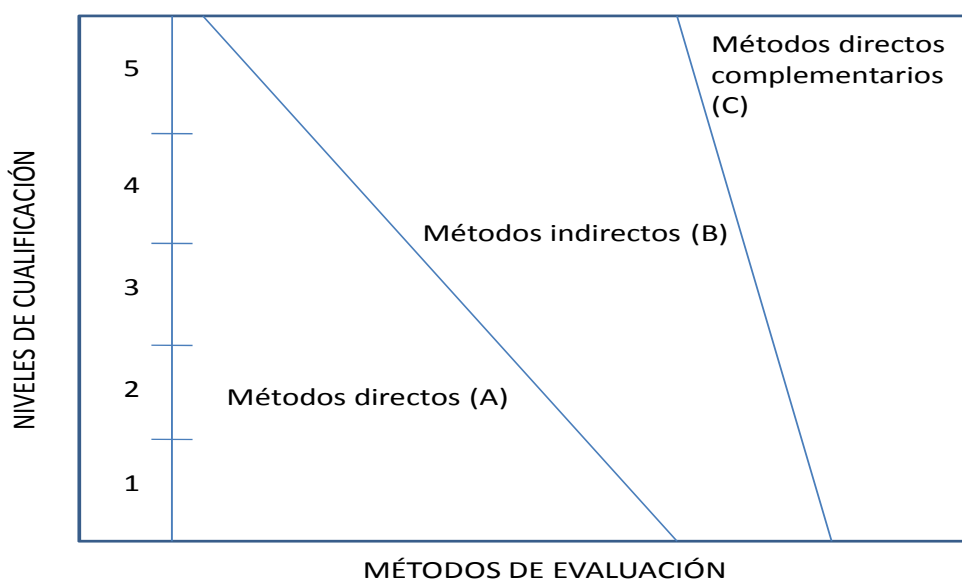 NIVELES DE CUALIFICACIÓN
5
4
3
2
1
Métodos directos
complementarios
(C)
Métodos indirectos (B)
Métodos directos (A)
MÉTODOS DE EVALUACIÓN